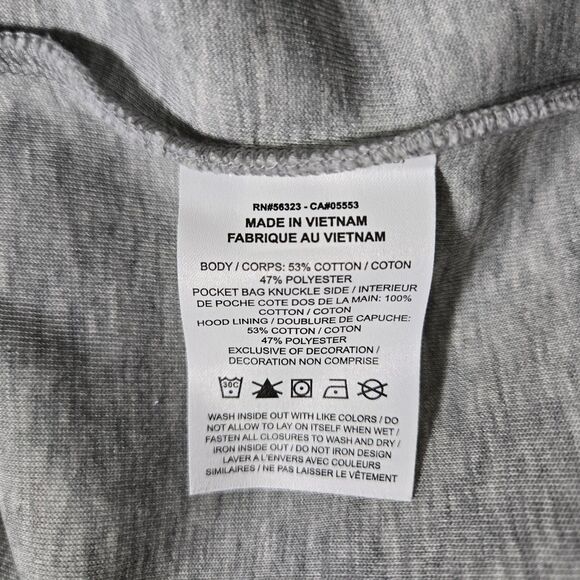 RN#56323 - CA#05553
MADE IN VIETNAM
FABRIQUE AU VIETNAM
BODY / CORPS: 53% COTTON / COTON
47% POLYESTER
POCKET BAG KNUCKLE SIDE / INTERIEUR
DE POCHE COTE DOS DE LA MAIN: 100%
COTTON / COTON
HOOD LINING / DOUBLURE DE CAPUCHE:
53% COTTON / COTON
47% POLYESTER
EXCLUSIVE OF DECORATION /
DECORATION NON COMPRISE
30C
WASH INSIDE OUT WITH LIKE COLORS / DO
NOT ALLOW TO LAY ON ITSELF WHEN WET /
FASTEN ALL CLOSURES TO WASH AND DRY /
IRON INSIDE OUT / DO NOT IRON DESIGN
LAVER A L'ENVERS AVEC COULEURS
SIMILAIRES / NE PAS LAISSER LE VÊTEMENT